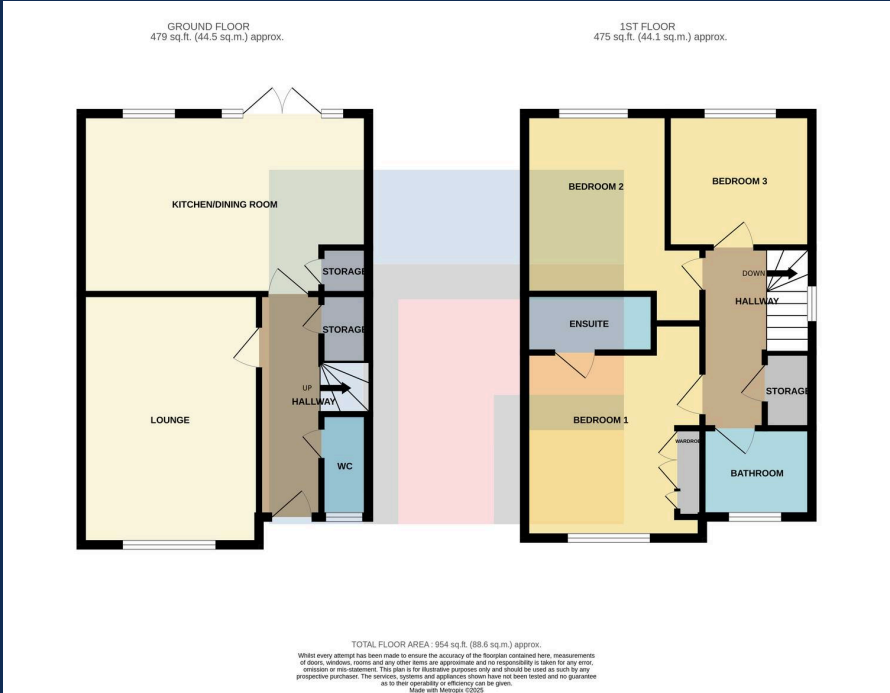 GROUND FLOOR
479 sq.ft. (44.5 sq.m.) approx.
KITCHEN/DINING ROOM
STORAGE
STORAGE
UP
HALLWAY
LOUNGE
WC
1ST FLOOR
475 sq.ft. (44.1 sq.m.) approx.
BEDROOM 2
BEDROOM 3
DOWN
HALLWAY
ENSUITE
STORAGE
BEDROOM 1
WARDROBE
BATHROOM
TOTAL FLOOR AREA : 954 sq.ft. (88.6 sq.m.) approx.
Whilst every attempt has been made to ensure the accuracy of the floorplan contained here, measurements
of doors, windows, rooms and any other items are approximate and no responsibility is taken for any error,
omission or mis-statement. This plan is for illustrative purposes only and should be used as such by any
prospective purchaser. The services, systems and appliances shown have not been tested and no guarantee
as to their operability or efficiency can be given.
Made with Metropix ©2025